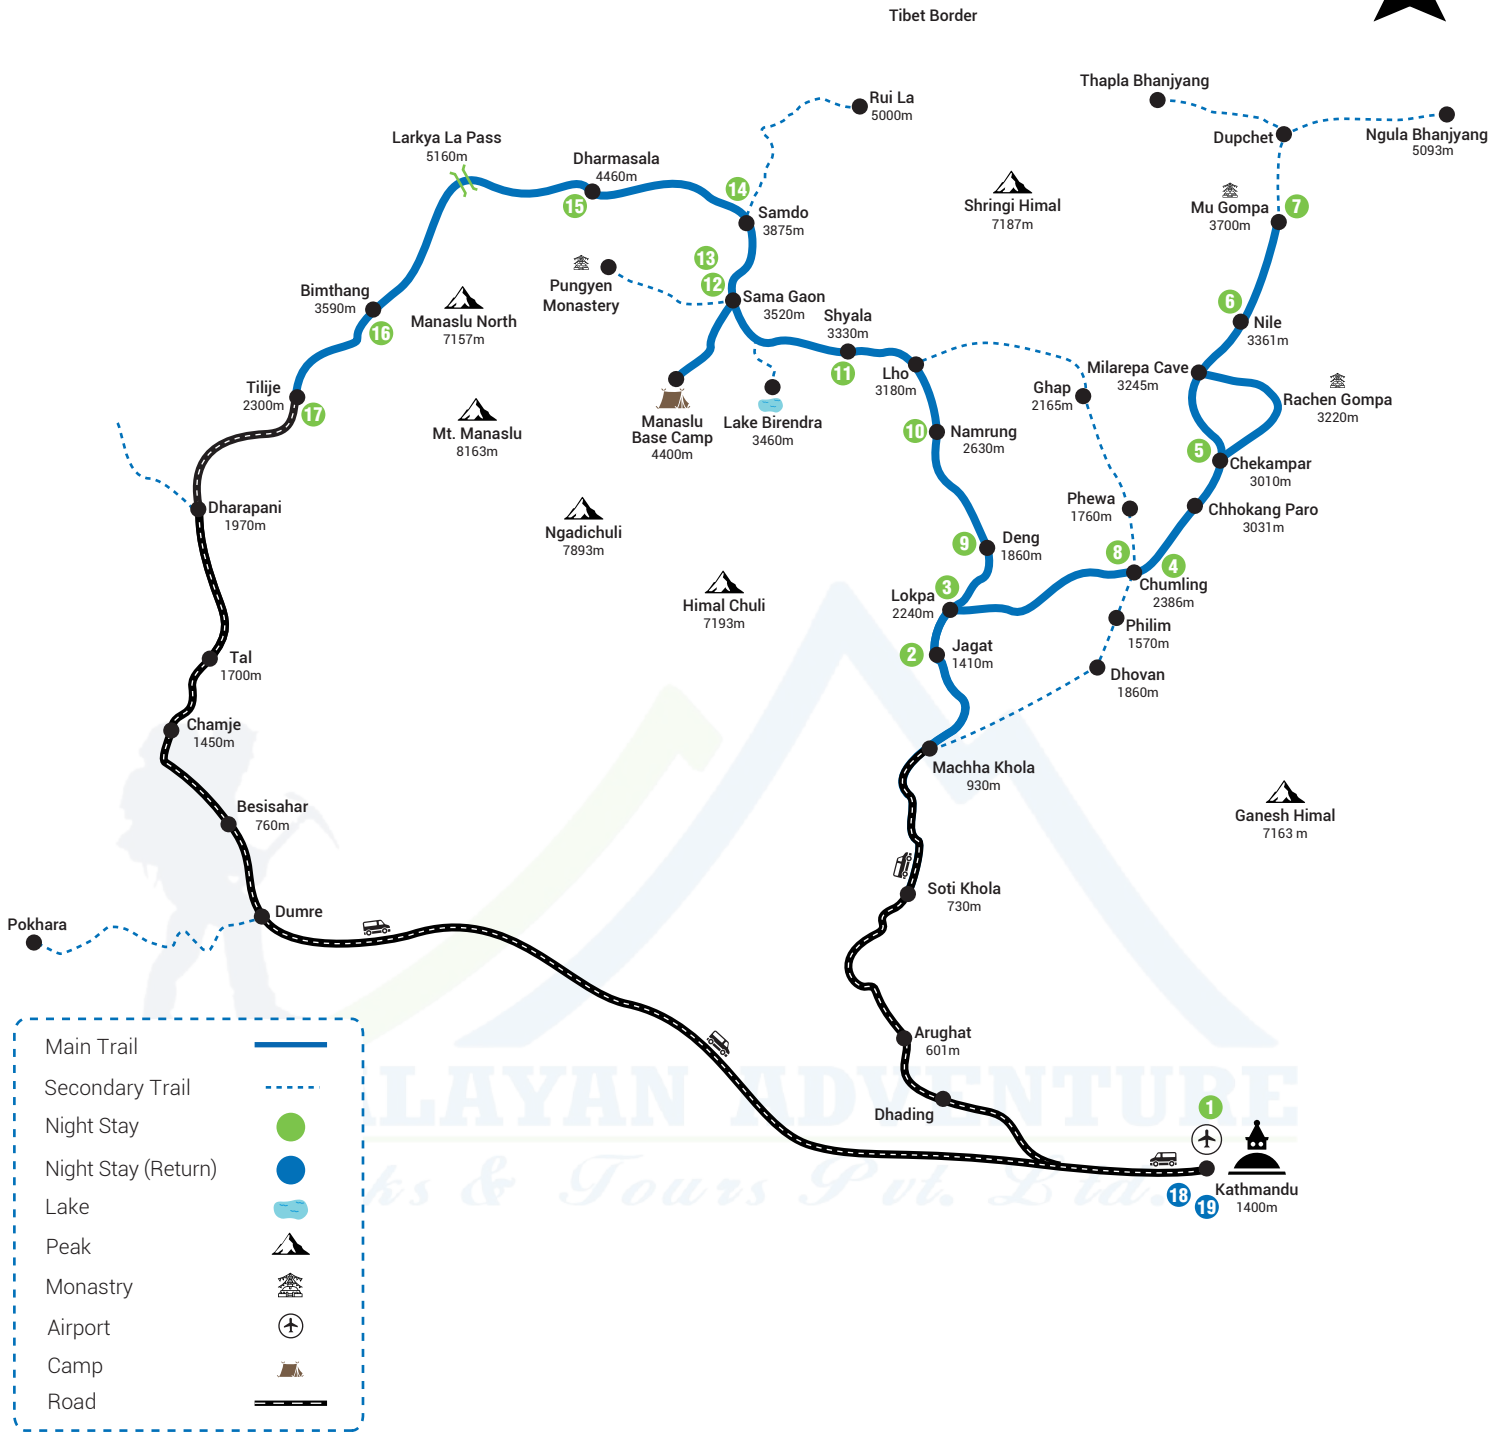 Tibet Border
Thapla Bhanjyang
Rui La
5000m
Dupchet
Ngula Bhanjyang
5093m
Larkya La Pass
5160m
Dharmasala
4460m
14
15
Samdo
3875m
Shringi Himal
7187m
Mu Gompa
3700m
7
13
12
Pungyen
Monastery
Sama Gaon
3520m
Bimthang
3590m
16
Manaslu North
7157m
Shyala
3330m
11
6
Nile
3361m
Lho
3180m
Milarepa Cave
3245m
Ghap
2165m
Rachen Gompa
3220m
Tilije
2300m
17
Mt. Manaslu
8163m
Manaslu
Base Camp
4400m
Lake Birendra
3460m
10
Namrung
2630m
5
Chekampar
3010m
Dharapani
1970m
Ngadichuli
7893m
Phewa
1760m
Chhokang Paro
3031m
9
Deng
1860m
8
4
Chumling
2386m
Himal Chuli
7193m
3
Lokpa
2240m
Philim
1570m
2
Jagat
1410m
Dhovan
1860m
Tal
1700m
Chamje
1450m
Machha Khola
930m
Besisahar
760m
Ganesh Himal
7163 m
Soti Khola
730m
Dumre
Pokhara
Arughat
601m
Dhading
1
Kathmandu
1400m
18
19
Main Trail
Secondary Trail
Night Stay
Night Stay (Return)
Lake
Peak
Monastry
Airport
Camp
Road
ALAYAN ADVENTURE
ks & Tours Pvt. Ltd.